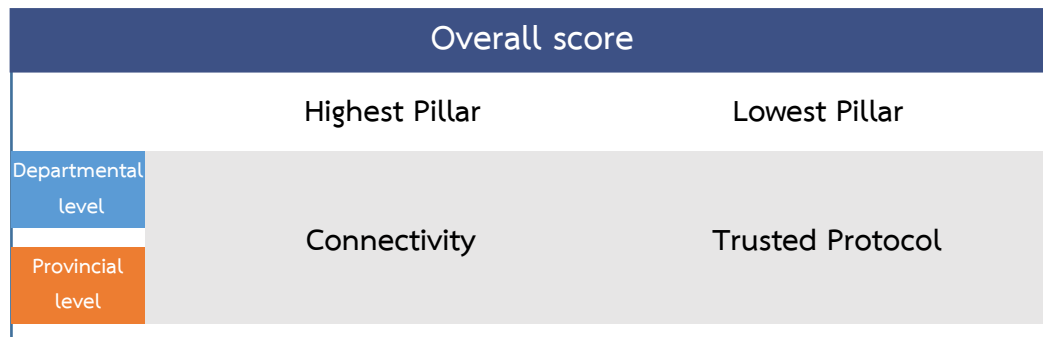 Overall score
Highest Pillar Lowest Pillar
Departmental
level
Connectivity Trusted Protocol
Provincial
level